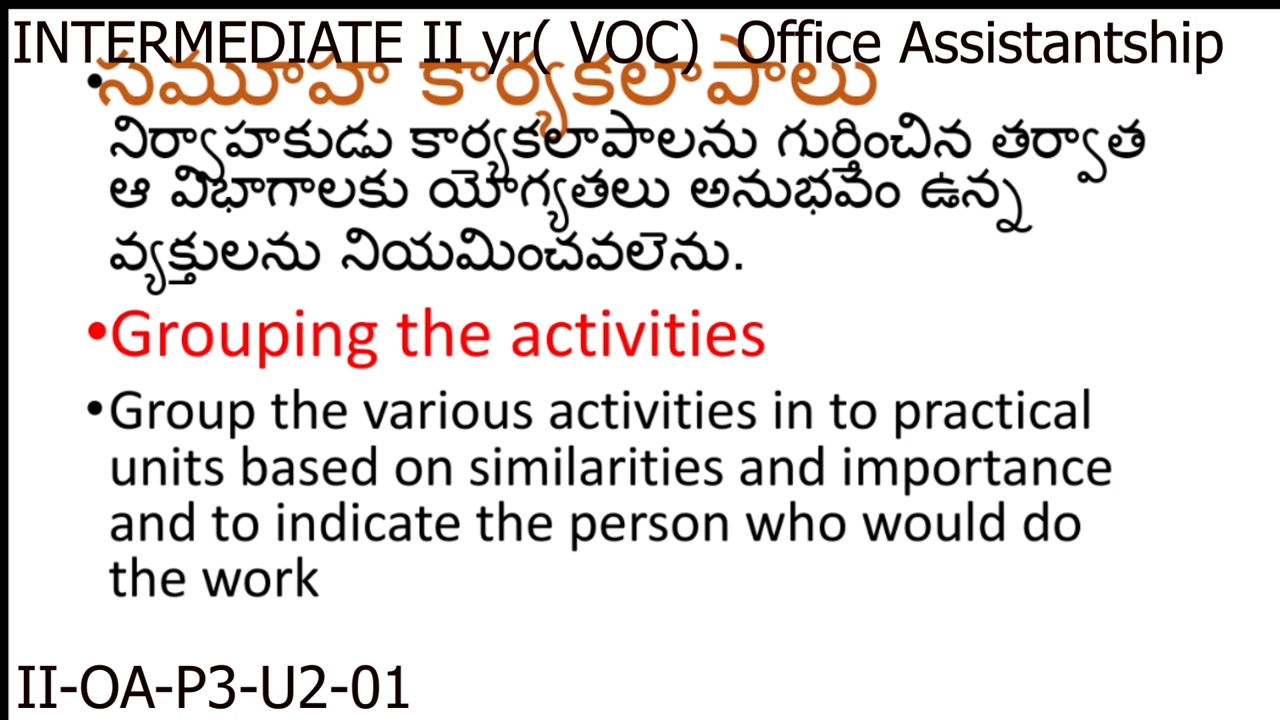 INTERMEDIATE II yr( VOC) Office Assistantship
•సమూహ కార్యకలాపాలు
నిర్వాహకుడు కార్యకలాపాలను గుర్తించిన తర్వాత
ఆ విభాగాలకు యోగ్యతలు అనుభవం ఉన్న
వ్యక్తులను నియమించవలెను.
•Grouping the activities
•Group the various activities in to practical
units based on similarities and importance
and to indicate the person who would do
the work
II-OA-P3-U2-01